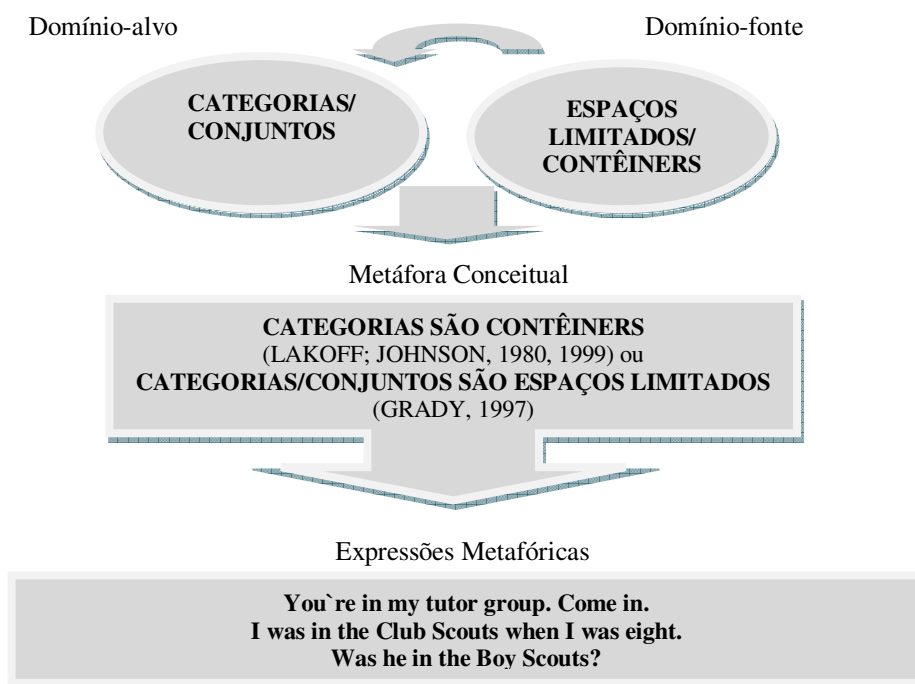 Domínio-alvo
Domínio-fonte
CATEGORIAS/
CONJUNTOS
ESPAÇOS
LIMITADOS/
CONTÊINERS
Metáfora Conceitual
CATEGORIAS SÃO CONTÊINERS
(LAKOFF; JOHNSON, 1980, 1999) ou
CATEGORIAS/CONJUNTOS SÃO ESPAÇOS LIMITADOS
(GRADY, 1997)
Expressões Metafóricas
You`re in my tutor group. Come in.
I was in the Club Scouts when I was eight.
Was he in the Boy Scouts?